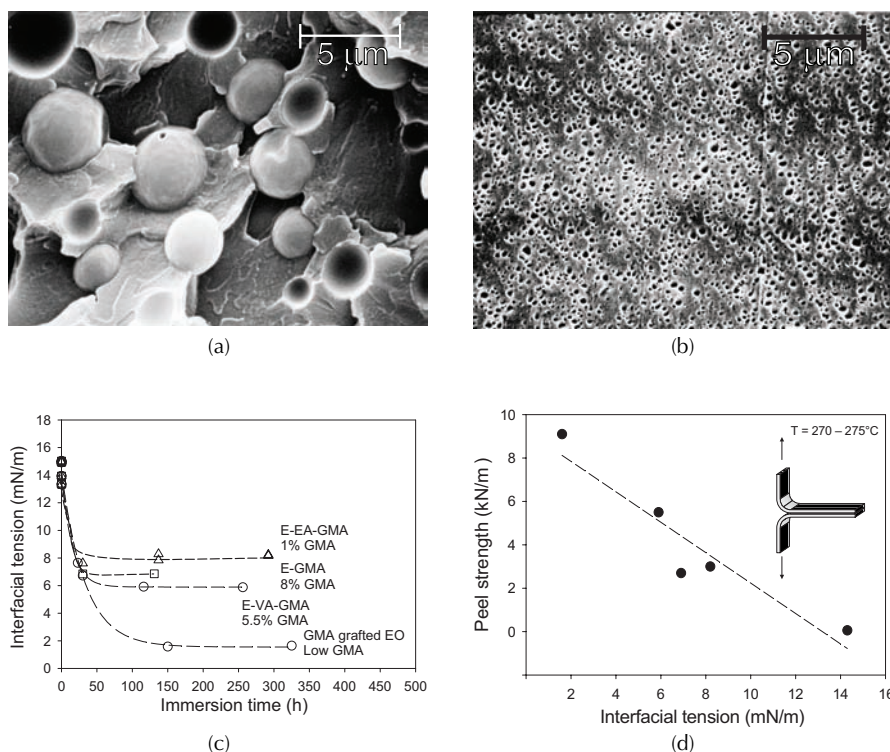 5 μm
5 μm
(a)
(b)
18
16
14
12
10
8
6
4
2
0
Interfacial tension (mN/m)
E-EA-GMA
1% GMA
E-GMA
8% GMA
E-VA-GMA
5.5% GMA
GMA grafted EO
Low GMA
0 50 100 150 200 250 300 350 400 450 500
Immersion time (h)
(c)
10
8
6
4
2
0
Peel strength (kN/m)
T = 270 – 275°C
2 4 6 8 10 12 14 16
Interfacial tension (mN/m)
(d)